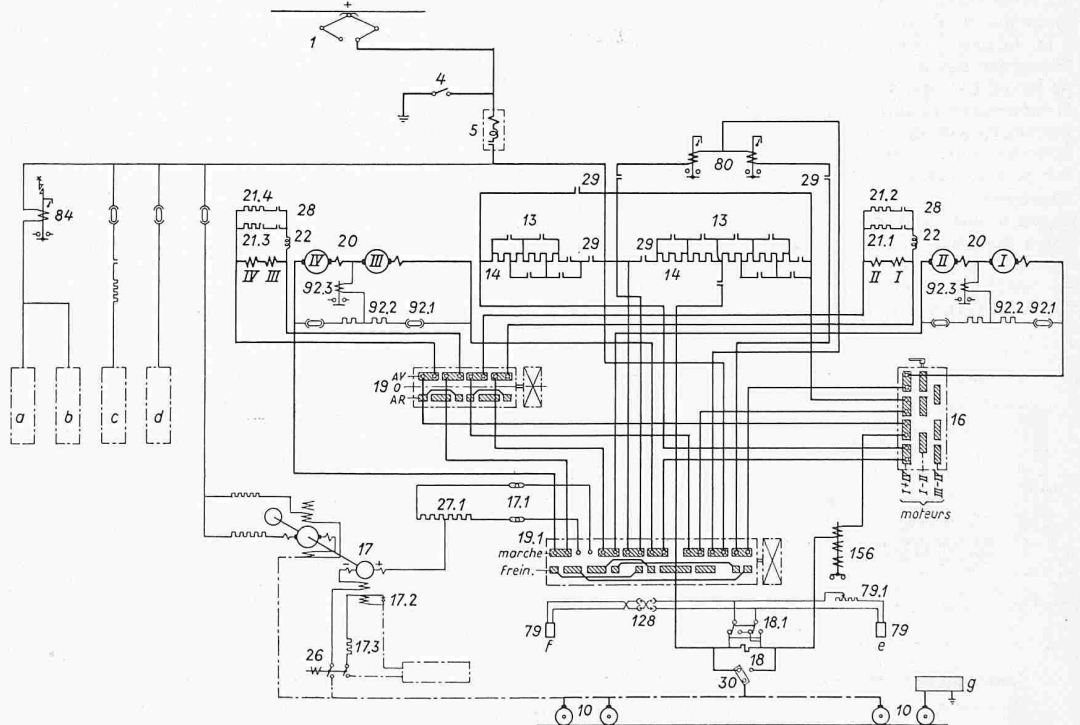 +
1
4
5
80
29
29
84
21.4
28
22
20
21.3
IV
III
IV III
13
13
29
29
14
14
21.2
28
22
20
21.1
II
I
II I
92.3
92.2
92.1
92.3
92.2
92.1
AV
19 0
AR
a
b
c
d
16
I+IV
I-II
III-IV
moteurs
27.1
17.1
19.1
marche
Frein.
17
-
+
17.2
17.3
26
156
79.1
79
f
128
18.1
18
30
79
e
10
10
g